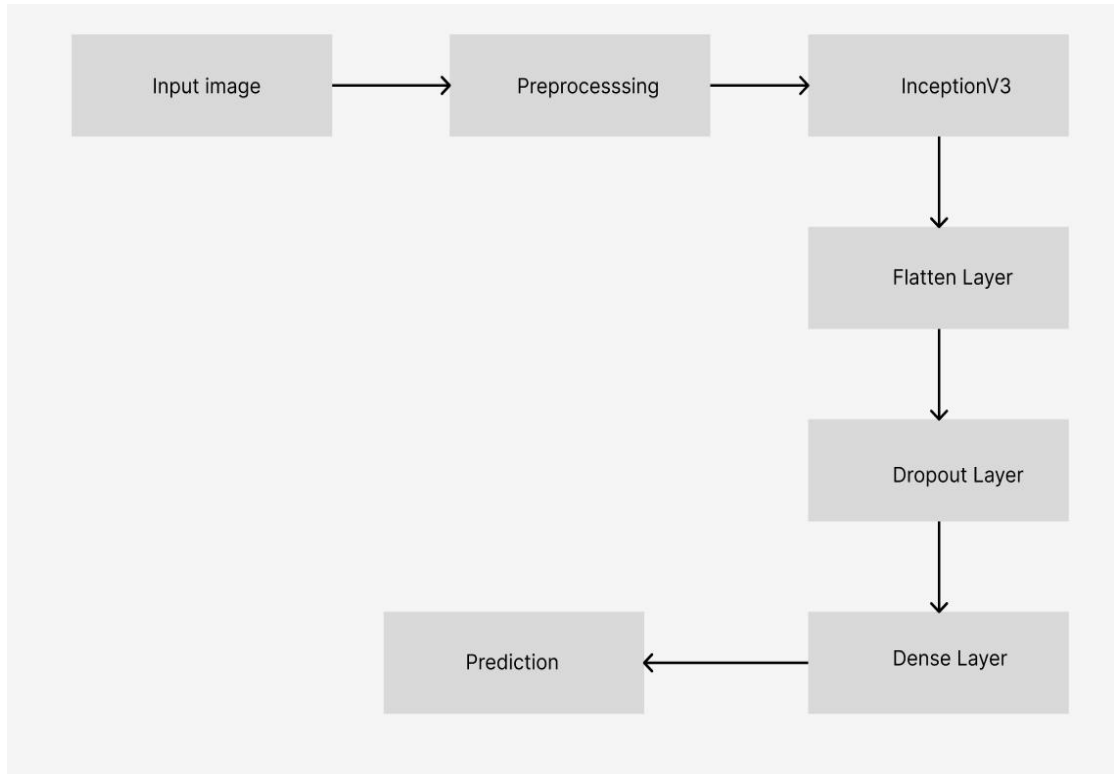 Input image
Preprocesssing
InceptionV3
Flatten Layer
Dropout Layer
Dense Layer
Prediction